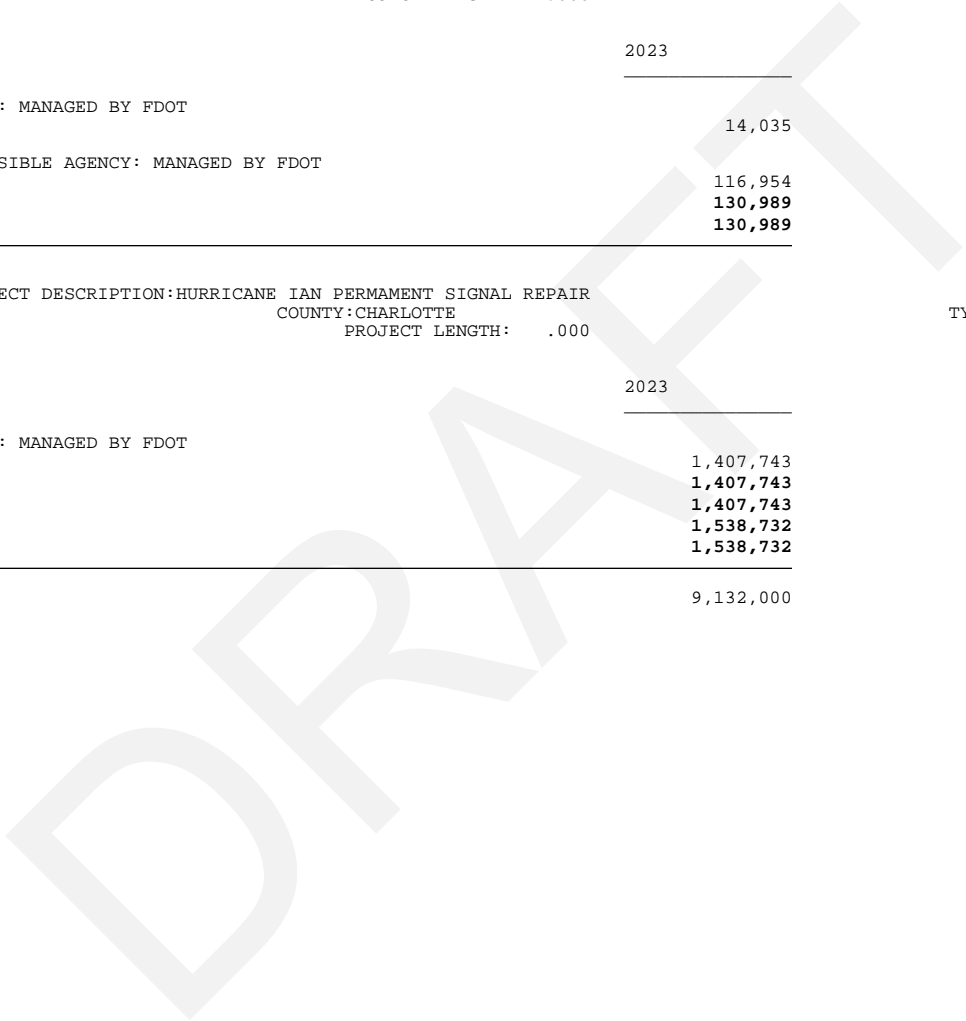 2023
: MANAGED BY FDOT
14,035
SIBLE AGENCY: MANAGED BY FDOT
116,954
130,989
130,989
ECT DESCRIPTION:HURRICANE IAN PERMAMENT SIGNAL REPAIR
COUNTY:CHARLOTTE TY
PROJECT LENGTH: .000
2023
: MANAGED BY FDOT
1,407,743
1,407,743
1,407,743
1,538,732
1,538,732
9,132,000
DRAFT